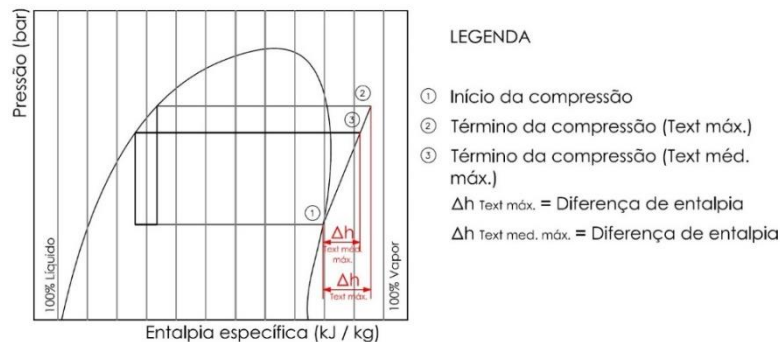 Pressão (bar)
100% Líquido
②
③
①
Δh
Text méd.
máx.
Δh
Text máx.
100% Vapor
Entalpia específica (kJ / kg)
LEGENDA
① Início da compressão
② Término da compressão (Text máx.)
③ Término da compressão (Text méd.
máx.)
Δh Text máx. = Diferença de entalpia
Δh Text med. máx. = Diferença de entalpia